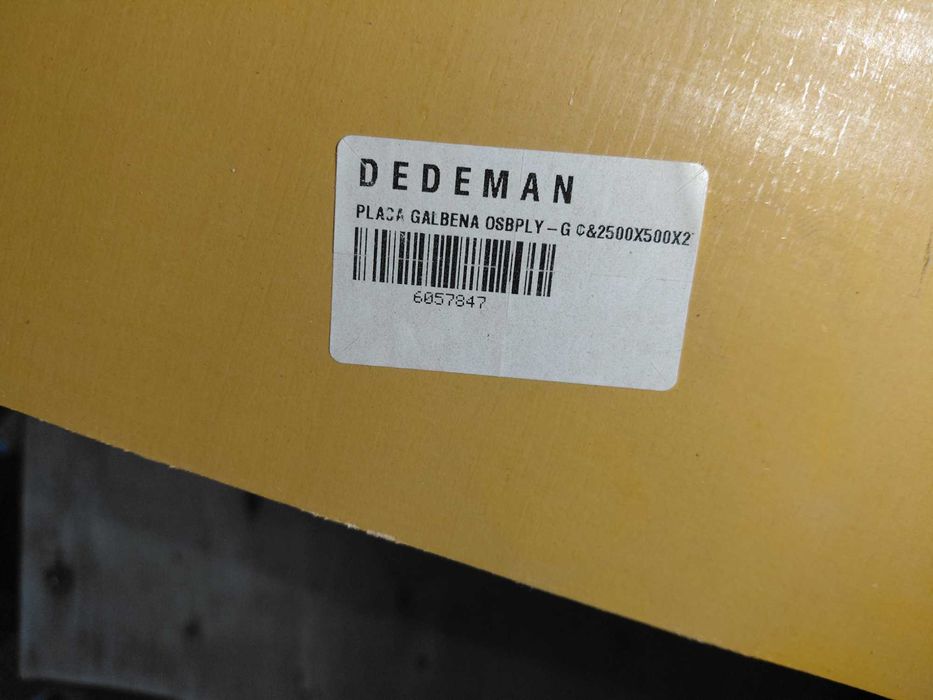 DEDEMAN
PLACA GALBENA OSBPLY-G C&2500X500X2
6057847